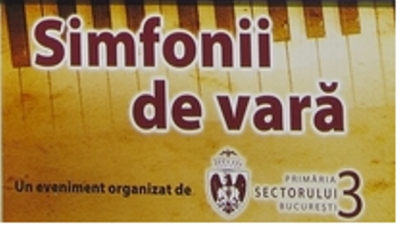 Simfonii
de vară
Un eveniment organizat de
PRIMĂRIA
SECTORULUI 3
BUCUREȘTI